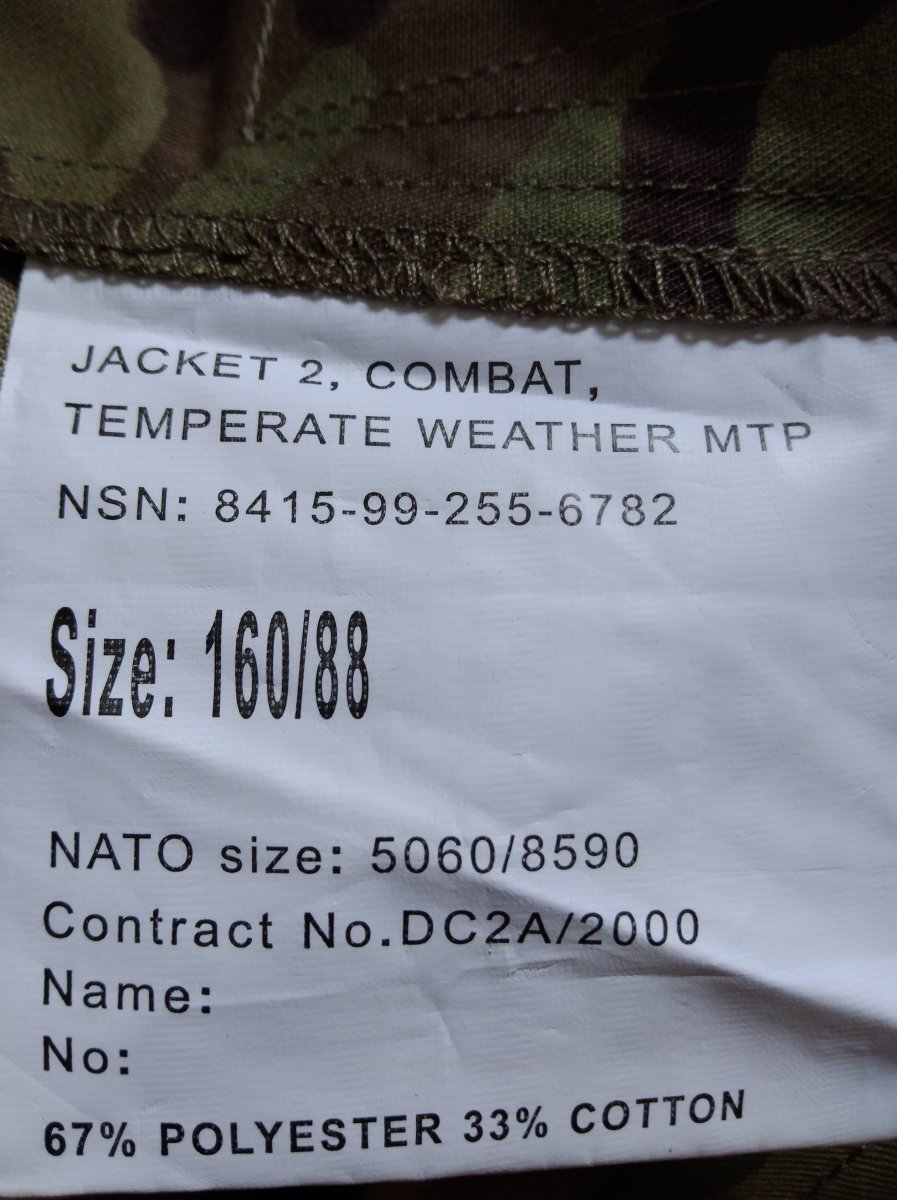 JACKET 2, COMBAT,
TEMPERATE WEATHER MTP
NSN: 8415-99-255-6782
Size: 160/88
NATO size: 5060/8590
Contract No.DC2A/2000
Name:
No:
67% POLYESTER 33% COTTON